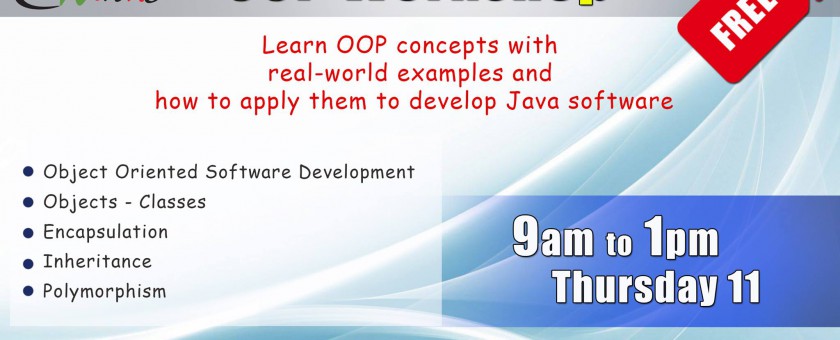 FREE
Learn OOP concepts with
real-world examples and
how to apply them to develop Java software
Object Oriented Software Development
Objects - Classes
Encapsulation
Inheritance
Polymorphism
9am to 1pm
Thursday 11